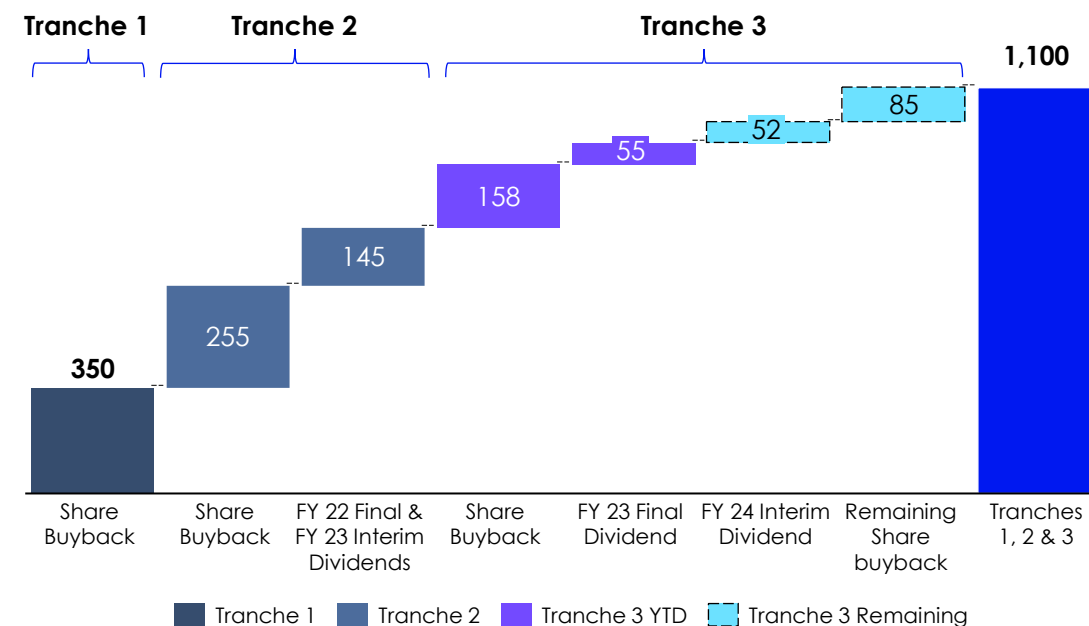 Tranche 1
Tranche 2
Tranche 3
1,100
85
52
55
158
145
255
350
Share
Buyback
Share
Buyback
FY 22 Final &
FY 23 Interim
Dividends
Share
Buyback
FY 23 Final
Dividend
FY 24 Interim
Dividend
Remaining
Share
buyback
Tranches
1, 2 & 3
Tranche 1
Tranche 2
Tranche 3 YTD
Tranche 3 Remaining